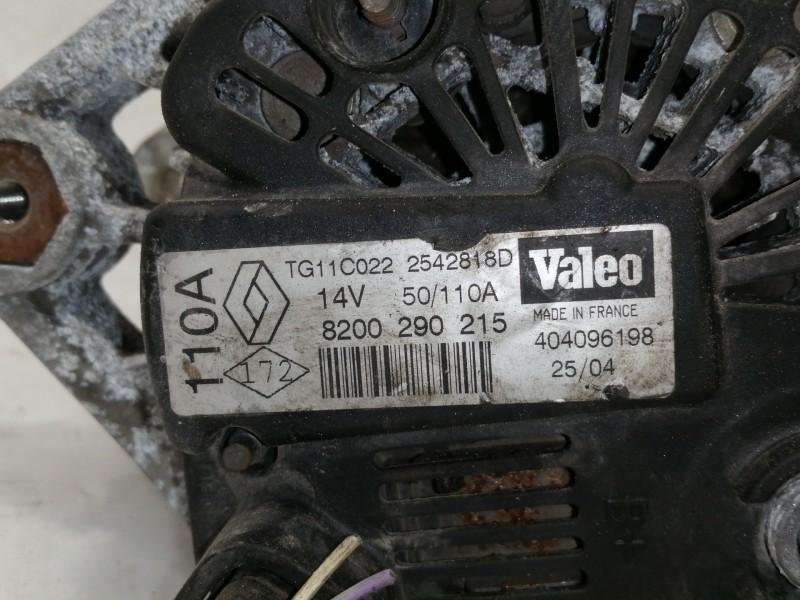 110A
TG11C022 2542818D
14V 50/110A
8200 290 215
172
Valeo
MADE IN FRANCE
404096198
25/04
B+